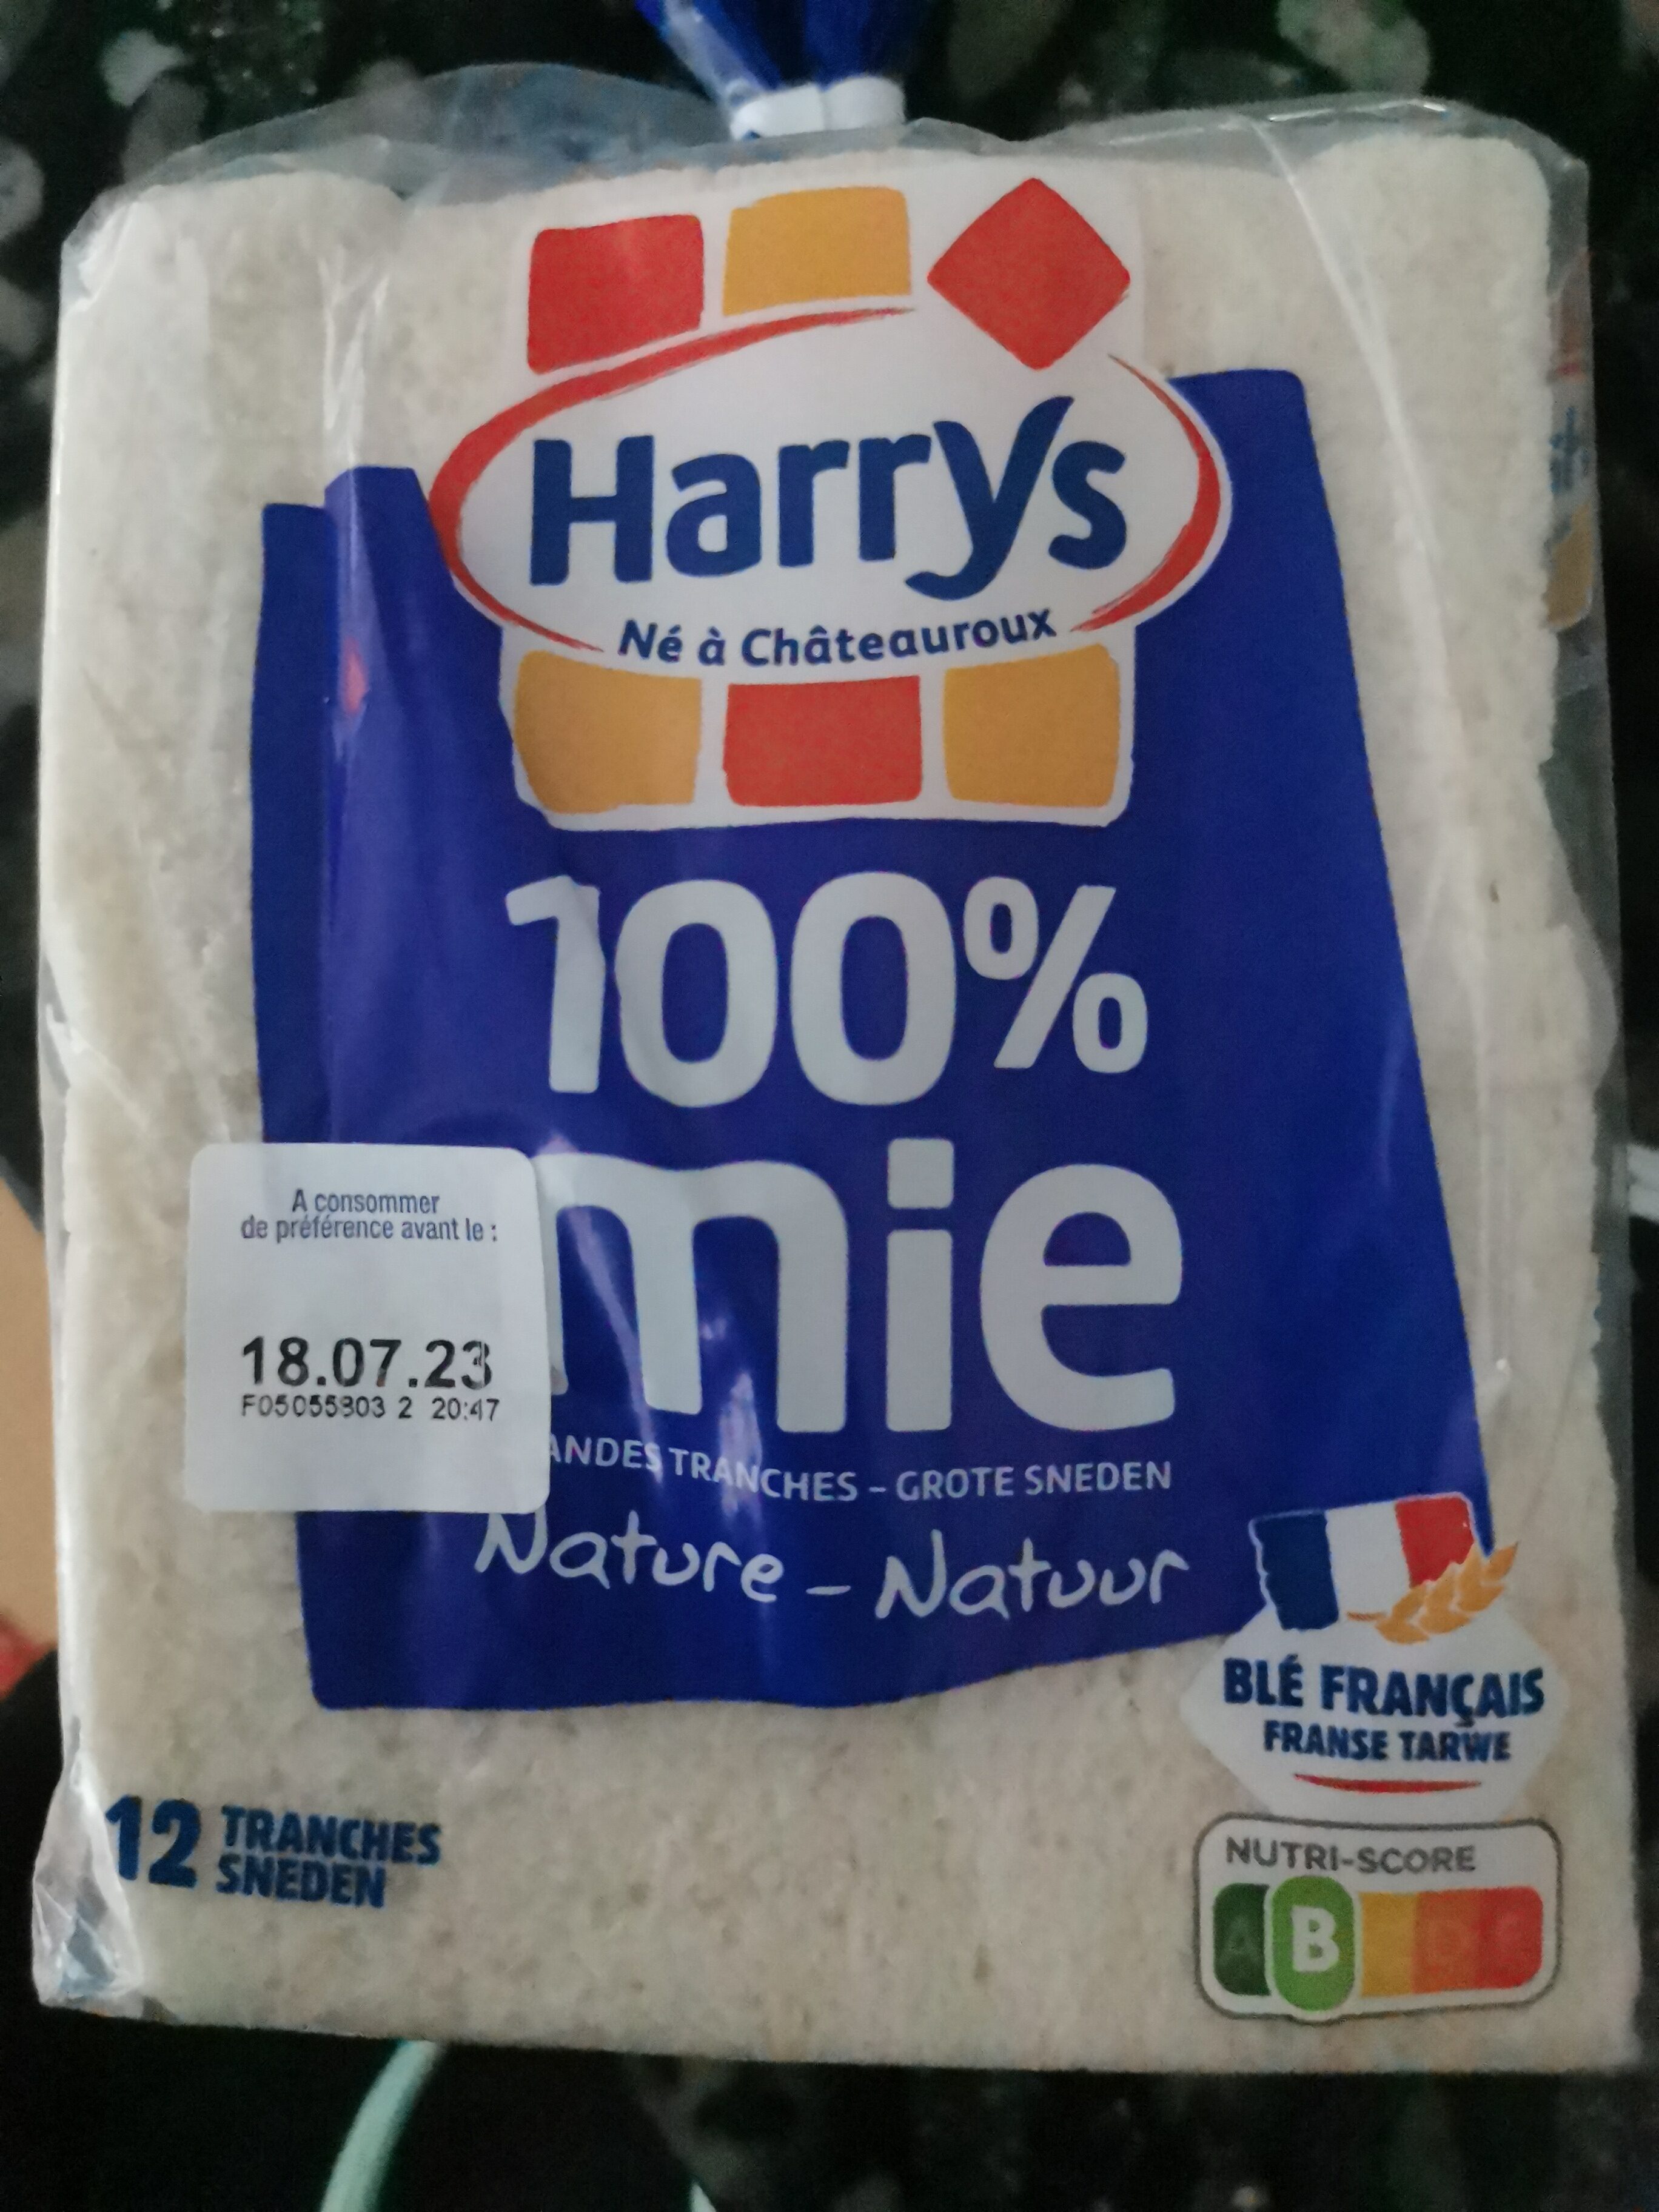 Harrys
Né à Châteauroux
100%
mie
A consommer
de préférence avant le :
18.07.23
F05055803 2 20:47
ANDES TRANCHES - GROTE SNEDEN
Nature - Natuur
BLÉ FRANÇAIS
FRANSE TARWE
12 TRANCHES
SNEDEN
NUTRI-SCORE
A B D E